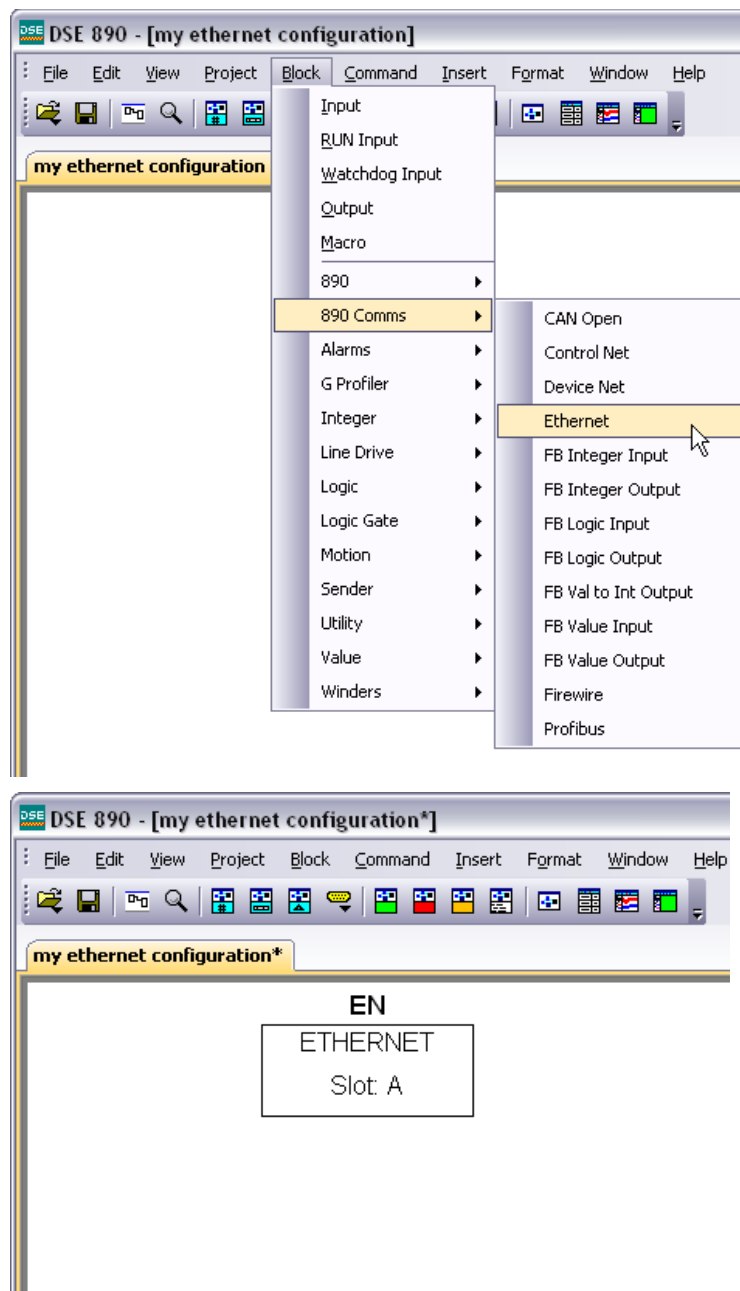 DSE DSE 890 - [my ethernet configuration]
File Edit View Project Block Command Insert Format Window Help
my ethernet configuration
Input
RUN Input
Watchdog Input
Output
Macro
890
890 Comms
Alarms
G Profiler
Integer
Line Drive
Logic
Logic Gate
Motion
Sender
Utility
Value
Winders
CAN Open
Control Net
Device Net
Ethernet
FB Integer Input
FB Integer Output
FB Logic Input
FB Logic Output
FB Val to Int Output
FB Value Input
FB Value Output
Firewire
Profibus
DSE DSE 890 - [my ethernet configuration*]
File Edit View Project Block Command Insert Format Window Help
my ethernet configuration*
EN
ETHERNET
Slot: A